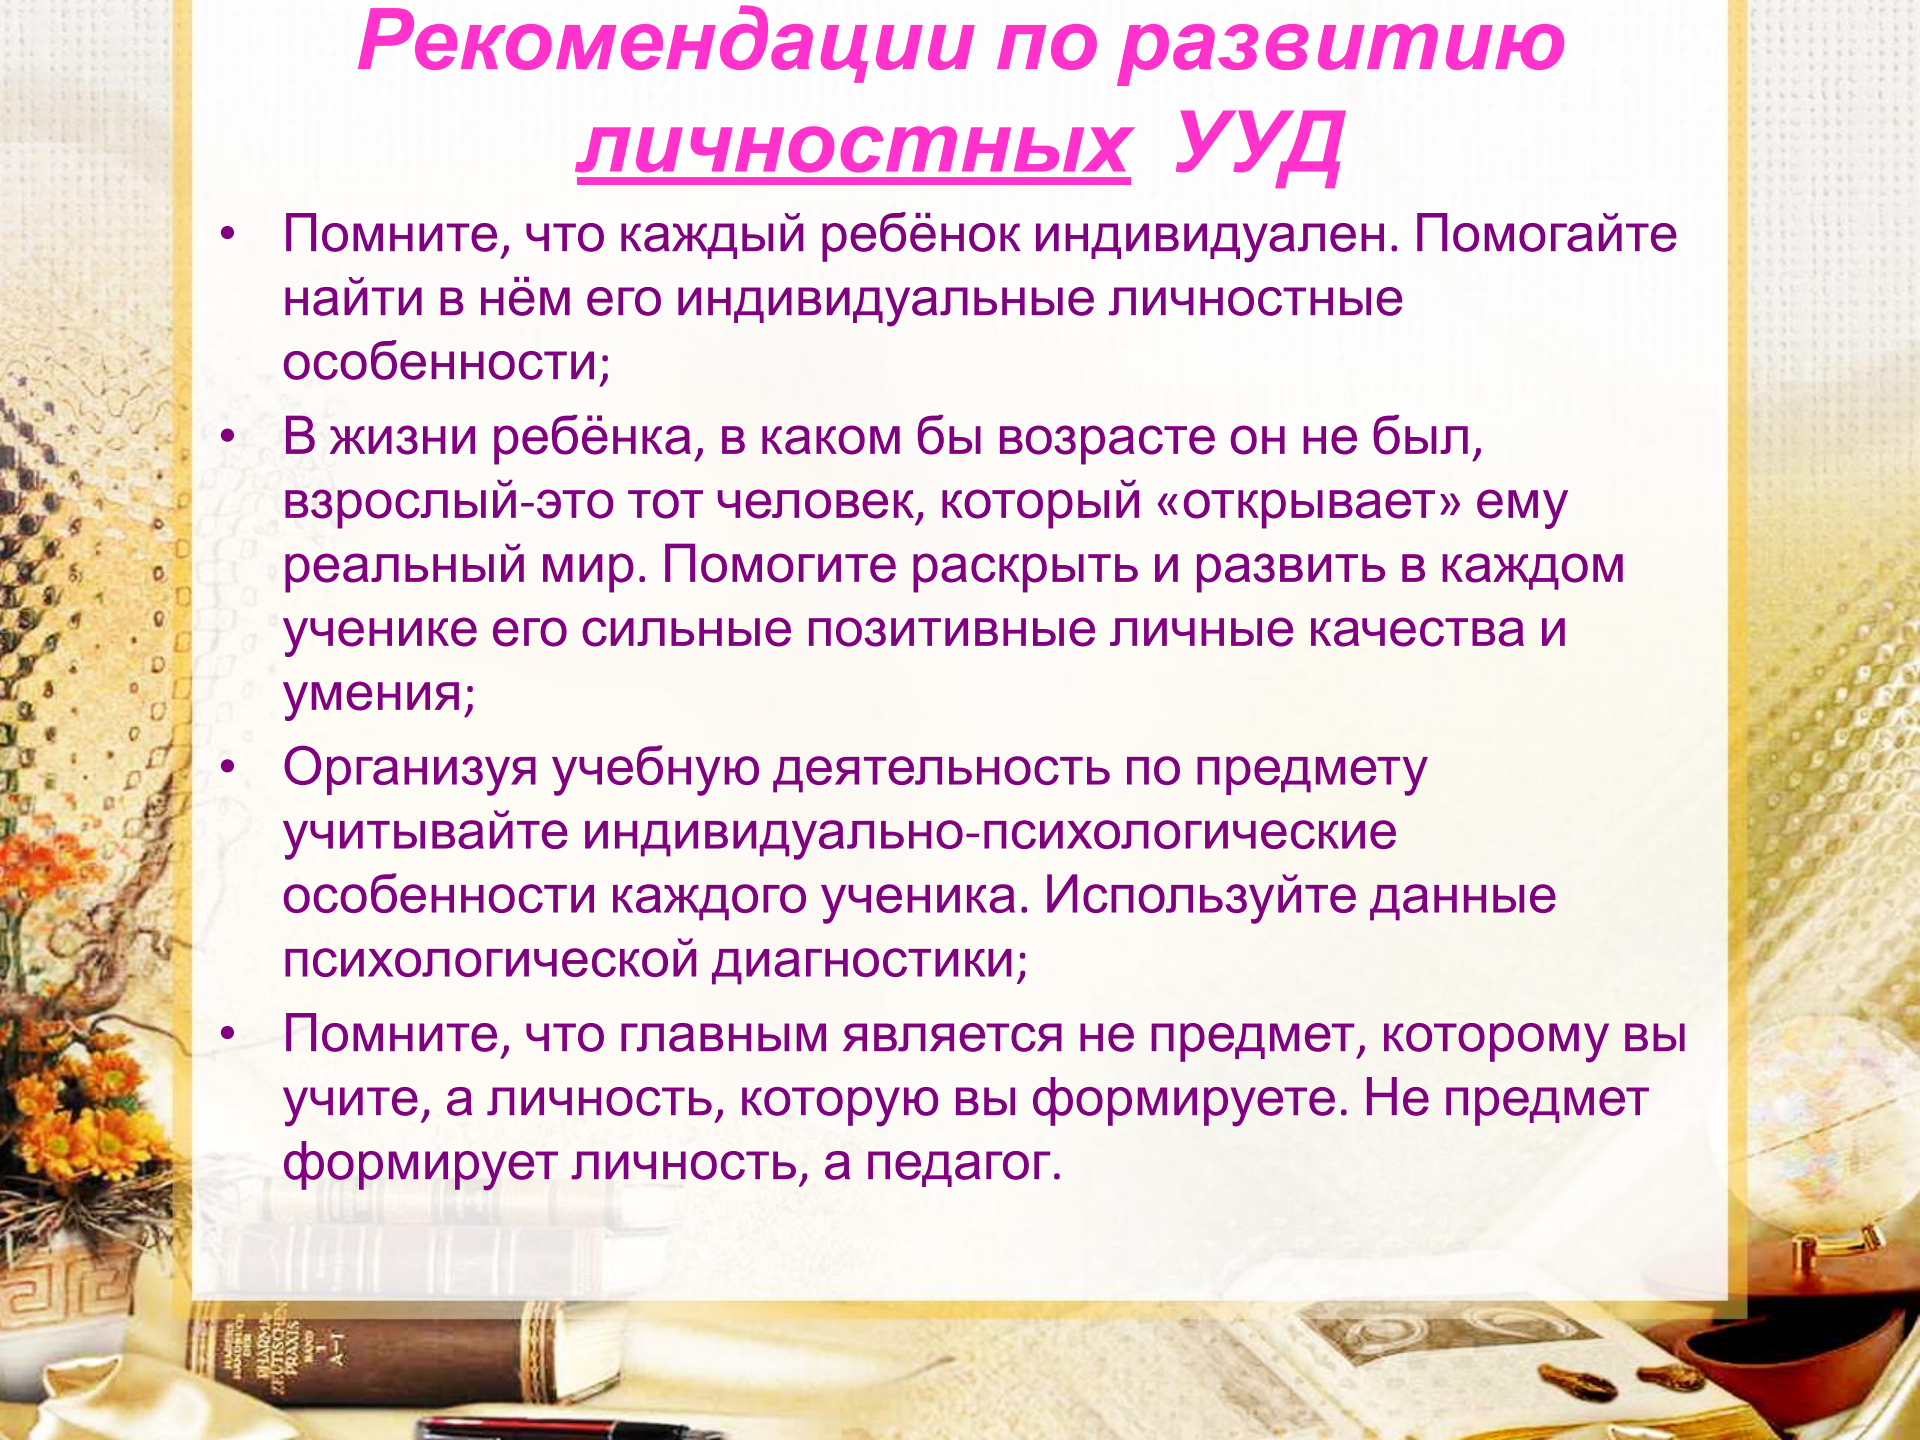 Рекомендации по развитию
личностных УУД
• Помните, что каждый ребёнок индивидуален. Помогайте
найти в нём его индивидуальные личностные
особенности;
• В жизни ребёнка, в каком бы возрасте он не был,
взрослый-это тот человек, который «открывает» ему
реальный мир. Помогите раскрыть и развить в каждом
ученике его сильные позитивные личные качества и
умения;
• Организуя учебную деятельность по предмету
учитывайте индивидуально-психологические
особенности каждого ученика. Используйте данные
психологической диагностики;
• Помните, что главным является не предмет, которому вы
учите, а личность, которую вы формируете. Не предмет
формирует личность, а педагог.
PRAXIS
BAND
1
A-I